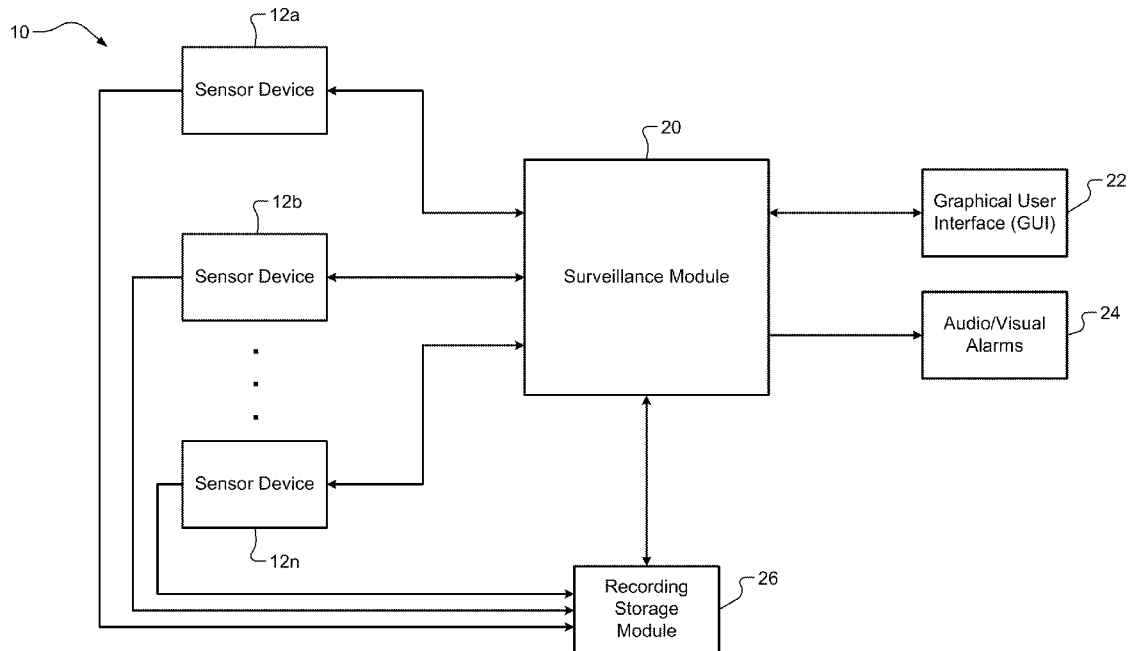 10
12a
Sensor Device
20
12b
Sensor Device
Surveillance Module
Graphical User
Interface (GUI)
22
Audio/Visual
Alarms
24
Sensor Device
12n
Recording
Storage
Module
26